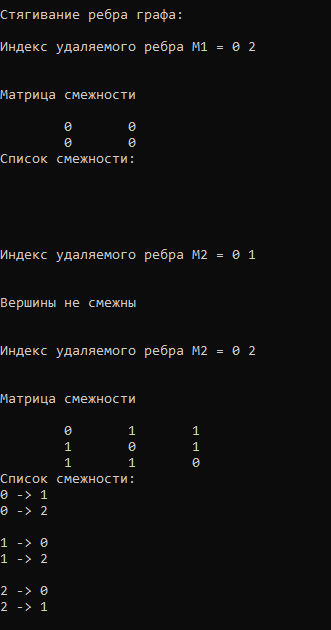 Стягивание ребра графа:
Индекс удаляемого ребра M1 = 0 2
Матрица смежности
0 0
0 0
Список смежности:
Индекс удаляемого ребра M2 = 0 1
Вершины не смежны
Индекс удаляемого ребра M2 = 0 2
Матрица смежности
0 1 1
1 0 1
1 1 0
Список смежности:
0 -> 1
0 -> 2
1 -> 0
1 -> 2
2 -> 0
2 -> 1